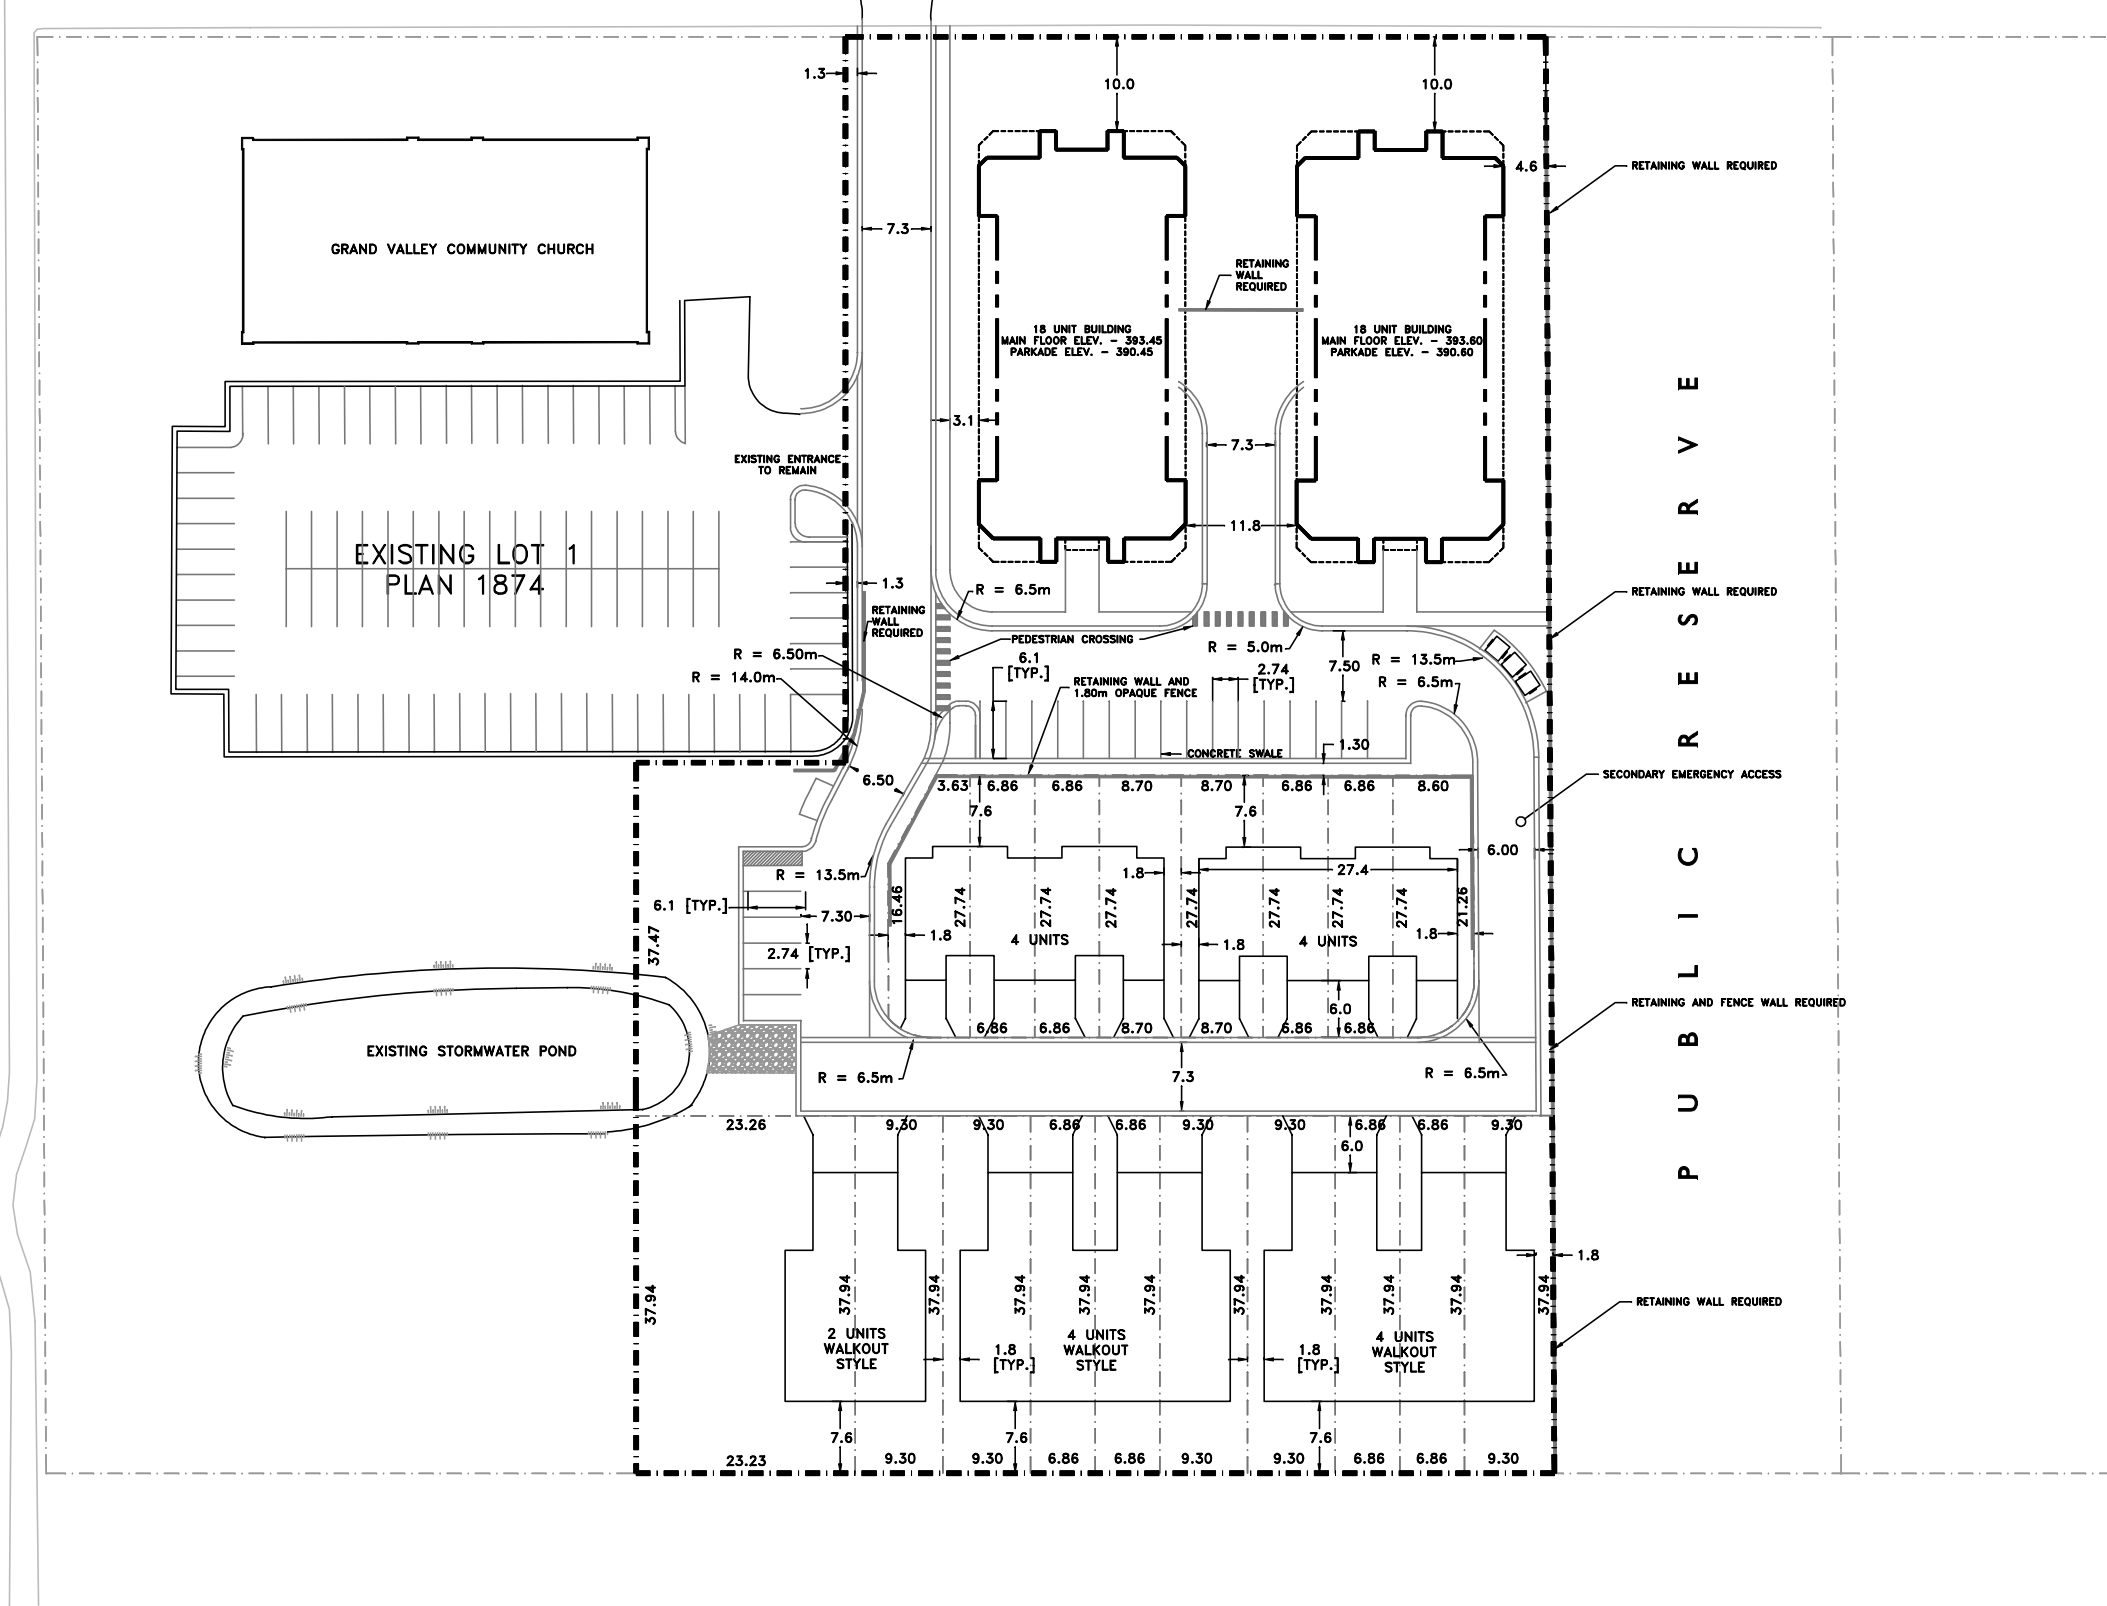 1.3
10.0
10.0
4.6
RETAINING WALL REQUIRED
GRAND VALLEY COMMUNITY CHURCH
7.3
RETAINING
WALL
REQUIRED
18 UNIT BUILDING
MAIN FLOOR ELEV. - 393.45
PARKADE ELEV. - 390.45
18 UNIT BUILDING
MAIN FLOOR ELEV. - 393.60
PARKADE ELEV. - 390.60
3.1
7.3
EXISTING ENTRANCE
TO REMAIN
11.8
EXISTING LOT 1
PLAN 1874
1.3
R = 6.5m
RETAINING WALL REQUIRED
RETAINING
WALL
REQUIRED
PEDESTRIAN CROSSING
R = 5.0m
R = 6.50m
R = 14.0m
6.1
[TYP.]
2.74
[TYP.]
7.50
R = 13.5m
R = 6.5m
RETAINING WALL AND
1.80m OPAQUE FENCE
CONCRETE SWALE
1.30
SECONDARY EMERGENCY ACCESS
6.50
3.63 6.86 8.70 8.70 6.86 6.86 8.60
7.6
7.6
6.00
R = 13.5m
1.8
27.4
6.1 [TYP.]
7.30
16.46
27.74
27.74
27.74
27.74
27.74
27.74
27.74
21.26
37.47
1.8
4 UNITS
1.8
4 UNITS
1.8
2.74 [TYP.]
RETAINING AND FENCE WALL REQUIRED
6.0
6.86 6.86 8.70 8.70 6.86 6.86
EXISTING STORMWATER POND
R = 6.5m
7.3
R = 6.5m
23.26 9.30 9.30 6.86 6.86 9.30 9.30 6.86 6.86 9.30
6.0
1.8
37.94
37.94
37.94
37.94
37.94
37.94
37.94
37.94
37.94
37.94
37.94
RETAINING WALL REQUIRED
2 UNITS
WALKOUT
STYLE
1.8
[TYP.]
4 UNITS
WALKOUT
STYLE
1.8
[TYP.]
4 UNITS
WALKOUT
STYLE
7.6
7.6
7.6
23.23 9.30 9.30 6.86 6.86 9.30 9.30 6.86 6.86 9.30
PUBLIC RESERVE